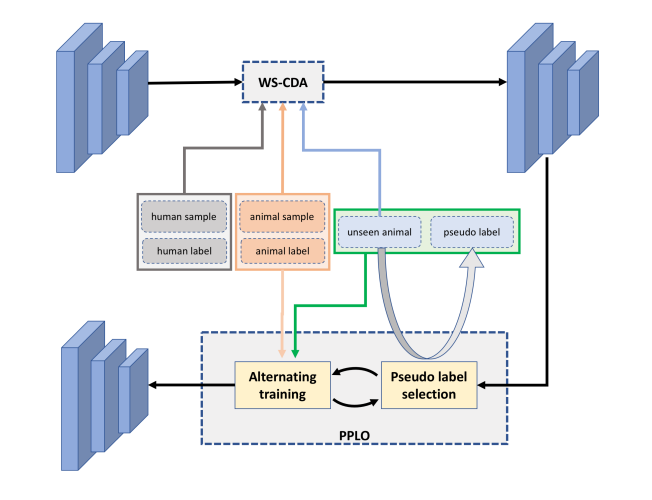 WS-CDA
human sample
animal sample
human label
animal label
unseen animal
pseudo label
Alternating
training
Pseudo label
selection
PPLO